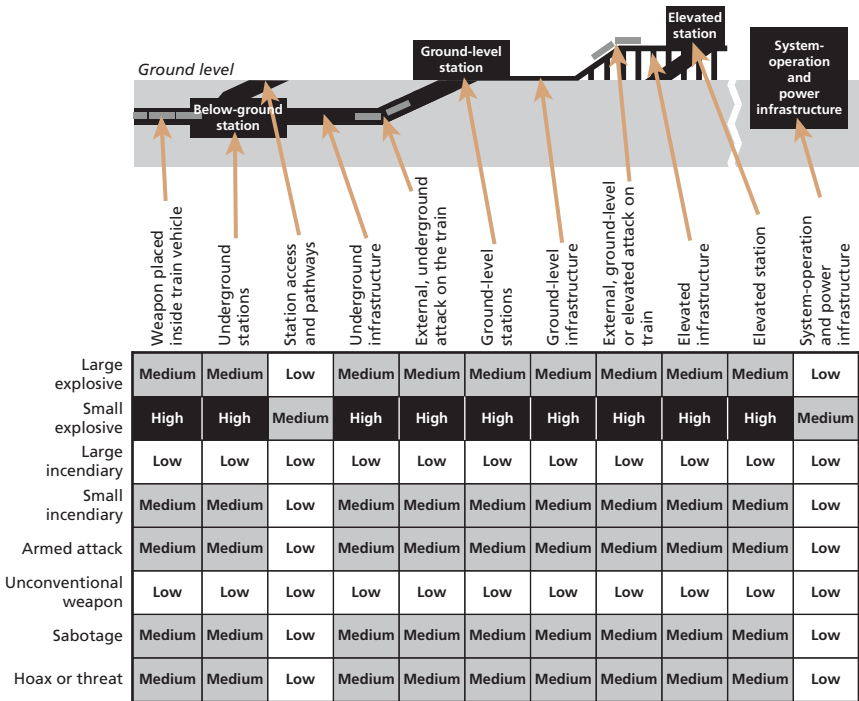 Elevated
station
Ground-level
station
System-
operation
and
power
infrastructure
Ground level
Below-ground
station
Weapon placed
inside train vehicle
Underground
stations
Station access
and pathways
Underground
infrastructure
External, underground
attack on the train
Ground-level
stations
Ground-level
infrastructure
External, ground-level
or elevated attack on
train
Elevated
infrastructure
Elevated station
System-operation
and power
infrastructure
Large
explosive
Medium Medium Low Medium Medium Medium Medium Medium Medium Medium Low
Small
explosive
High High Medium High High High High High High High Medium
Large
incendiary
Low Low Low Low Low Low Low Low Low Low Low
Small
incendiary
Medium Medium Low Medium Medium Medium Medium Medium Medium Medium Low
Armed attack Medium Medium Low Medium Medium Medium Medium Medium Medium Medium Low
Unconventional
weapon
Low Low Low Low Low Low Low Low Low Low Low
Sabotage Medium Medium Low Medium Medium Medium Medium Medium Medium Medium Low
Hoax or threat Medium Medium Low Medium Medium Medium Medium Medium Medium Medium Low